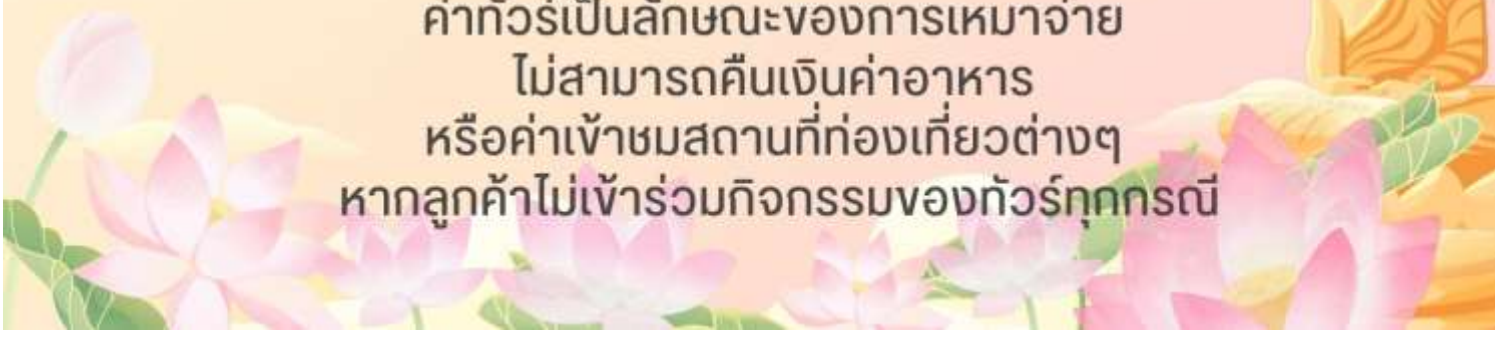 ค่าทัวร์เป็นลักษณะของการเหมาจ่าย
ไม่สามารถคืนเงินค่าอาหาร
หรือค่าเข้าชมสถานที่ท่องเที่ยวต่างๆ
หากลูกค้าไม่เข้าร่วมกิจกรรมของทัวร์ทุกกรณี